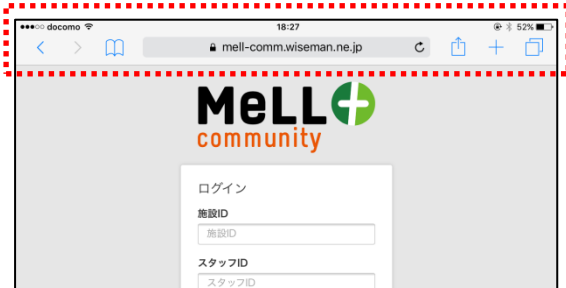 docomo 18:27 52%
mell-comm.wiseman.ne.jp
MeLL+
community
ログイン
施設ID
施設ID
スタッフID
スタッフID